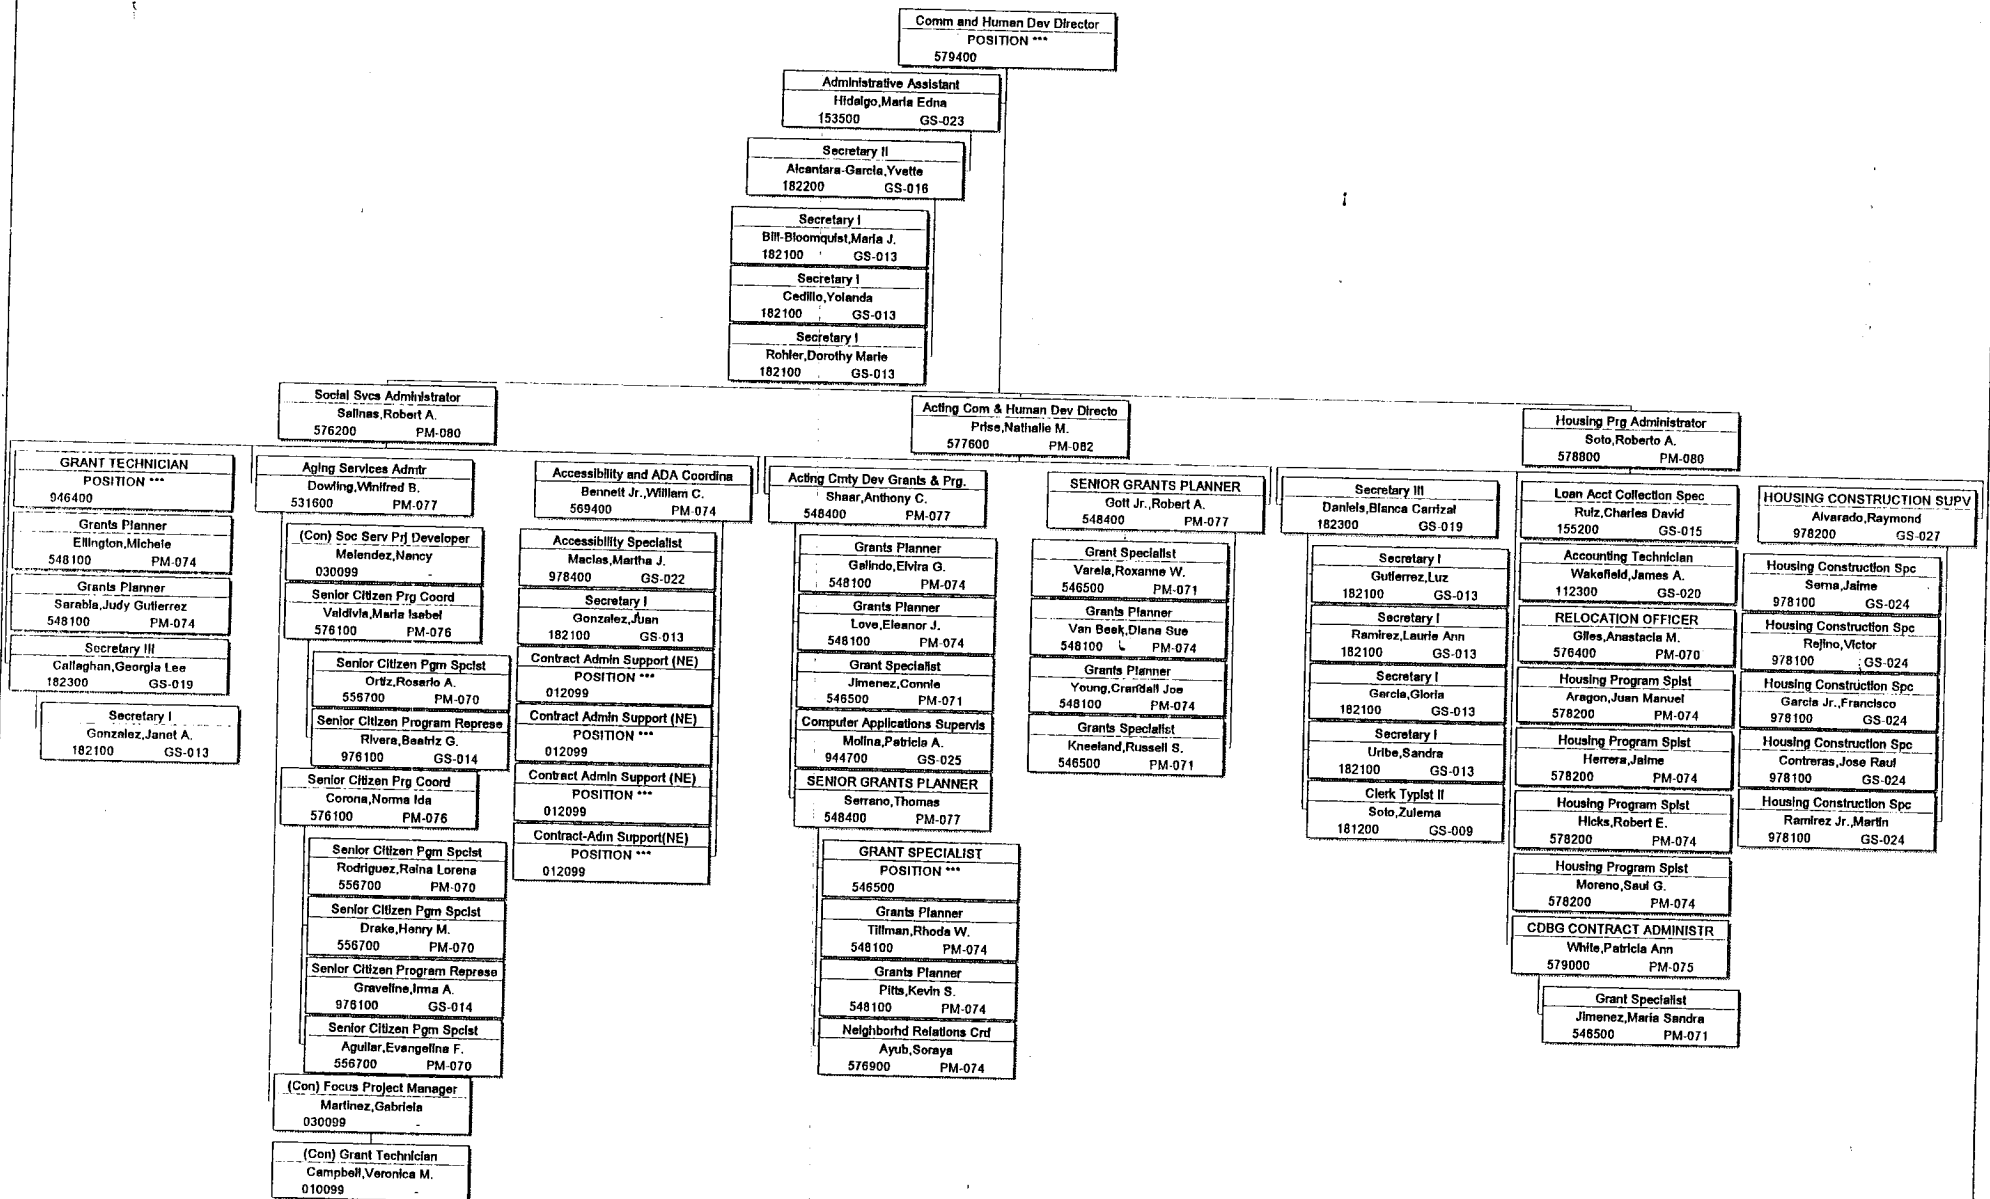 Comm and Human Dev Director
POSITION ***
579400
Administrative Assistant
Hidalgo,Maria Edna
153500 GS-023
Secretary II
Alcantara-Garcia,Yvette
182200 GS-016
Secretary I
Bill-Bloomquist,Maria J.
182100 GS-013
Secretary I
Cedillo,Yolanda
182100 GS-013
Secretary I
Rohler,Dorothy Marie
182100 GS-013
Social Svcs Administrator
Salinas,Robert A.
576200 PM-080
Acting Com & Human Dev Directo
Prise,Nathalie M.
577600 PM-082
Housing Prg Administrator
Soto,Roberto A.
578800 PM-080
GRANT TECHNICIAN
POSITION ***
946400
Grants Planner
Ellington,Michele
548100 PM-074
Grants Planner
Sarabia,Judy Gutierrez
548100 PM-074
Secretary III
Callaghan,Georgia Lee
182300 GS-019
Secretary I
Gonzalez,Janet A.
182100 GS-013
Aging Services Admtr
Dowling,Winifred B.
531600 PM-077
(Con) Soc Serv Prj Developer
Melendez,Nancy
030099 -
Senior Citizen Prg Coord
Valdivia,Maria Isabel
576100 PM-076
Senior Citizen Pgm Spclst
Ortiz,Rosario A.
556700 PM-070
Senior Citizen Program Represe
Rivera,Beatriz G.
976100 GS-014
Senior Citizen Prg Coord
Corona,Norma Ida
576100 PM-076
Senior Citizen Pgm Spclst
Rodriguez,Reina Lorena
556700 PM-070
Senior Citizen Pgm Spclst
Drake,Henry M.
556700 PM-070
Senior Citizen Program Represe
Graveline,Irma A.
976100 GS-014
Senior Citizen Pgm Spclst
Aguilar,Evangelina F.
556700 PM-070
(Con) Focus Project Manager
Martinez,Gabriela
030099 -
(Con) Grant Technician
Campbell,Veronica M.
010099 -
Accessibility and ADA Coordina
Bennett Jr.,William C.
569400 PM-074
Accessibility Specialist
Macias,Martha J.
978400 GS-022
Secretary I
Gonzalez,Juan
182100 GS-013
Contract Admin Support (NE)
POSITION ***
012099
Contract Admin Support (NE)
POSITION ***
012099
Contract Admin Support (NE)
POSITION ***
012099
Contract-Adm Support(NE)
POSITION ***
012099
Acting Cmty Dev Grants & Prg.
Shaar,Anthony C.
548400 PM-077
Grants Planner
Galindo,Elvira G.
548100 PM-074
Grants Planner
Love,Eleanor J.
548100 PM-074
Grant Specialist
Jimenez,Connie
546500 PM-071
Computer Applications Supervis
Molina,Patricia A.
944700 GS-025
SENIOR GRANTS PLANNER
Serrano,Thomas
548400 PM-077
GRANT SPECIALIST
POSITION ***
546500
Grants Planner
Tillman,Rhoda W.
548100 PM-074
Grants Planner
Pitts,Kevin S.
548100 PM-074
Neighborhd Relations Crd
Ayub,Soraya
576900 PM-074
SENIOR GRANTS PLANNER
Gott Jr.,Robert A.
548400 PM-077
Grant Specialist
Varela,Roxanne W.
546500 PM-071
Grants Planner
Van Beek,Diana Sue
548100 PM-074
Grants Planner
Young,Crandall Joe
548100 PM-074
Grants Specialist
Kneeland,Russell S.
546500 PM-071
Secretary III
Daniels,Blanca Carrizal
182300 GS-019
Secretary I
Gutierrez,Luz
182100 GS-013
Secretary I
Ramirez,Laurie Ann
182100 GS-013
Secretary I
Garcia,Gloria
182100 GS-013
Secretary I
Uribe,Sandra
182100 GS-013
Clerk Typist II
Soto,Zulema
181200 GS-009
Loan Acct Collection Spec
Ruiz,Charles David
155200 GS-015
Accounting Technician
Wakefield,James A.
112300 GS-020
RELOCATION OFFICER
Giles,Anastacia M.
576400 PM-070
Housing Program Splst
Aragon,Juan Manuel
578200 PM-074
Housing Program Splst
Herrera,Jaime
578200 PM-074
Housing Program Splst
Hicks,Robert E.
578200 PM-074
Housing Program Splst
Moreno,Saul G.
578200 PM-074
CDBG CONTRACT ADMINISTR
White,Patricia Ann
579000 PM-075
Grant Specialist
Jimenez,Maria Sandra
546500 PM-071
HOUSING CONSTRUCTION SUPV
Alvarado,Raymond
978200 GS-027
Housing Construction Spc
Serna,Jaime
978100 GS-024
Housing Construction Spc
Rejino,Victor
978100 GS-024
Housing Construction Spc
Garcia Jr.,Francisco
978100 GS-024
Housing Construction Spc
Contreras,Jose Raul
978100 GS-024
Housing Construction Spc
Ramirez Jr.,Martin
978100 GS-024